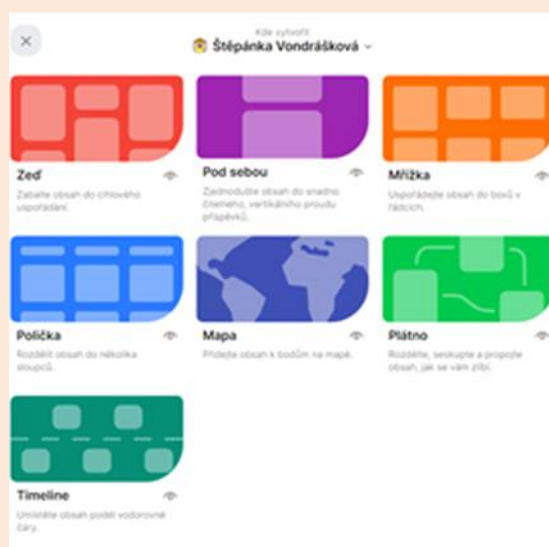 Kde vytvořit
Štěpánka Vondrášková
Zeď
Zabalte obsah do cihlového
uspořádání.
Pod sebou
Zjednodušte obsah do snadno
čteného, vertikálního proudu
příspěvků.
Mřížka
Uspořádejte obsah do boxů v
řádcích.
Polička
Rozdělit obsah do několika
sloupců.
Mapa
Přidejte obsah k bodům na mapě.
Plátno
Rozdělte, seskupte a propojte
obsah, jak se vám zlíbí.
Timeline
Umístěte obsah podél vodorovné
čáry.